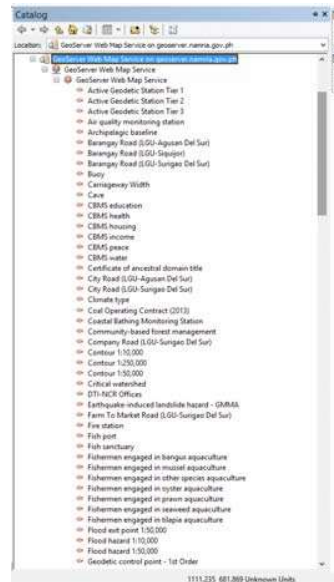 Catalog
Location: GeoServer Web Map Service on geoserver.namria.gov.ph
GeoServer Web Map Service on geoserver.namria.gov.ph
GeoServer Web Map Service
GeoServer Web Map Service
Active Geodetic Station Tier 1
Active Geodetic Station Tier 2
Active Geodetic Station Tier 3
Air quality monitoring station
Archipelagic baseline
Barangay Road (LGU-Agusan Del Sur)
Barangay Road (LGU-Siquijor)
Barangay Road (LGU-Surigao Del Sur)
Buoy
Carriageway Width
Cave
CBMS education
CBMS health
CBMS housing
CBMS income
CBMS peace
CBMS water
Certificate of ancestral domain title
City Road (LGU-Agusan Del Sur)
City Road (LGU-Surigao Del Sur)
Climate type
Coal Operating Contract (2013)
Coastal Bathing Monitoring Station
Community-based forest management
Company Road (LGU-Surigao Del Sur)
Contour 1:10,000
Contour 1:250,000
Contour 1:50,000
Critical watershed
DTI-NCR Offices
Earthquake-induced landslide hazard - GMMA
Farm To Market Road (LGU-Surigao Del Sur)
Fire station
Fish port
Fish sanctuary
Fishermen engaged in bangus aquaculture
Fishermen engaged in mussel aquaculture
Fishermen engaged in other species aquaculture
Fishermen engaged in oyster aquaculture
Fishermen engaged in prawn aquaculture
Fishermen engaged in seaweed aquaculture
Fishermen engaged in tilapia aquaculture
Flood exit point 1:50,000
Flood hazard 1:10,000
Flood hazard 1:50,000
Geodetic control point - 1st Order
1111.235 681.869 Unknown Units